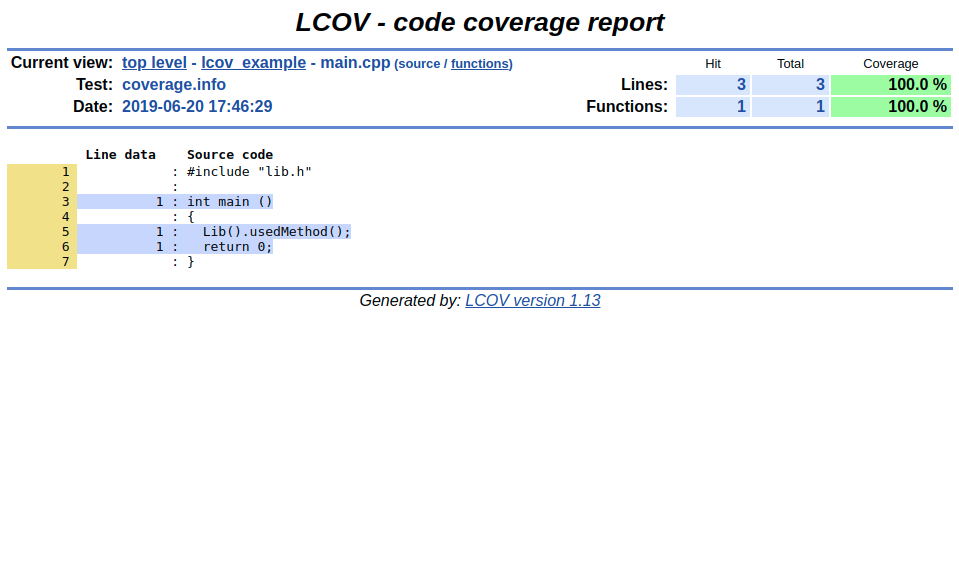 LCOV - code coverage report
Current view: top level - lcov_example - main.cpp (source / functions) Hit Total Coverage
Test: coverage.info Lines: 3 3 100.0 %
Date: 2019-06-20 17:46:29 Functions: 1 1 100.0 %
Line data Source code
1 : #include "lib.h"
2 :
3 1 : int main ()
4 : {
5 1 : Lib().usedMethod();
6 1 : return 0;
7 : }
Generated by: LCOV version 1.13